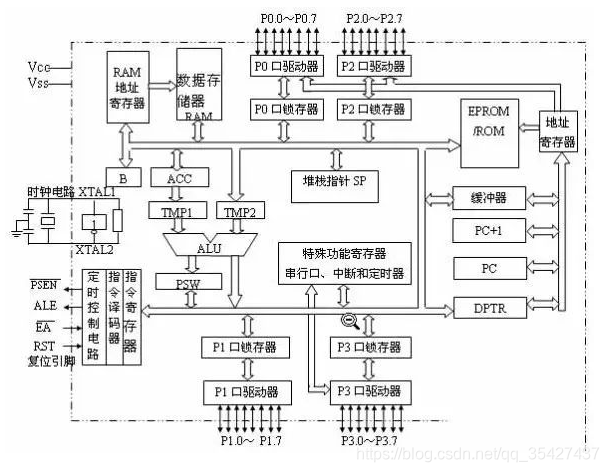 P0.0～P0.7
P2.0～P2.7
Vcc
Vss
RAM
地址
寄存器
数据存
储器
RAM
P0 口驱动器
P2 口驱动器
P0 口锁存器
P2 口锁存器
EPROM
/ROM
地址
寄存器
B
ACC
堆栈指针 SP
缓冲器
时钟电路 XTAL1
TMP1
TMP2
PC+1
XTAL2
ALU
特殊功能寄存器
串行口、中断和定时器
PC
PSW
DPTR
PSEN
ALE
EA
RST
复位引脚
定时控制电路
指令译码器
指令寄存器
P1 口锁存器
P3 口锁存器
P1 口驱动器
P3 口驱动器
P1.0～ P1.7
P3.0～P3.7
https://blog.csdn.net/qq_35427437